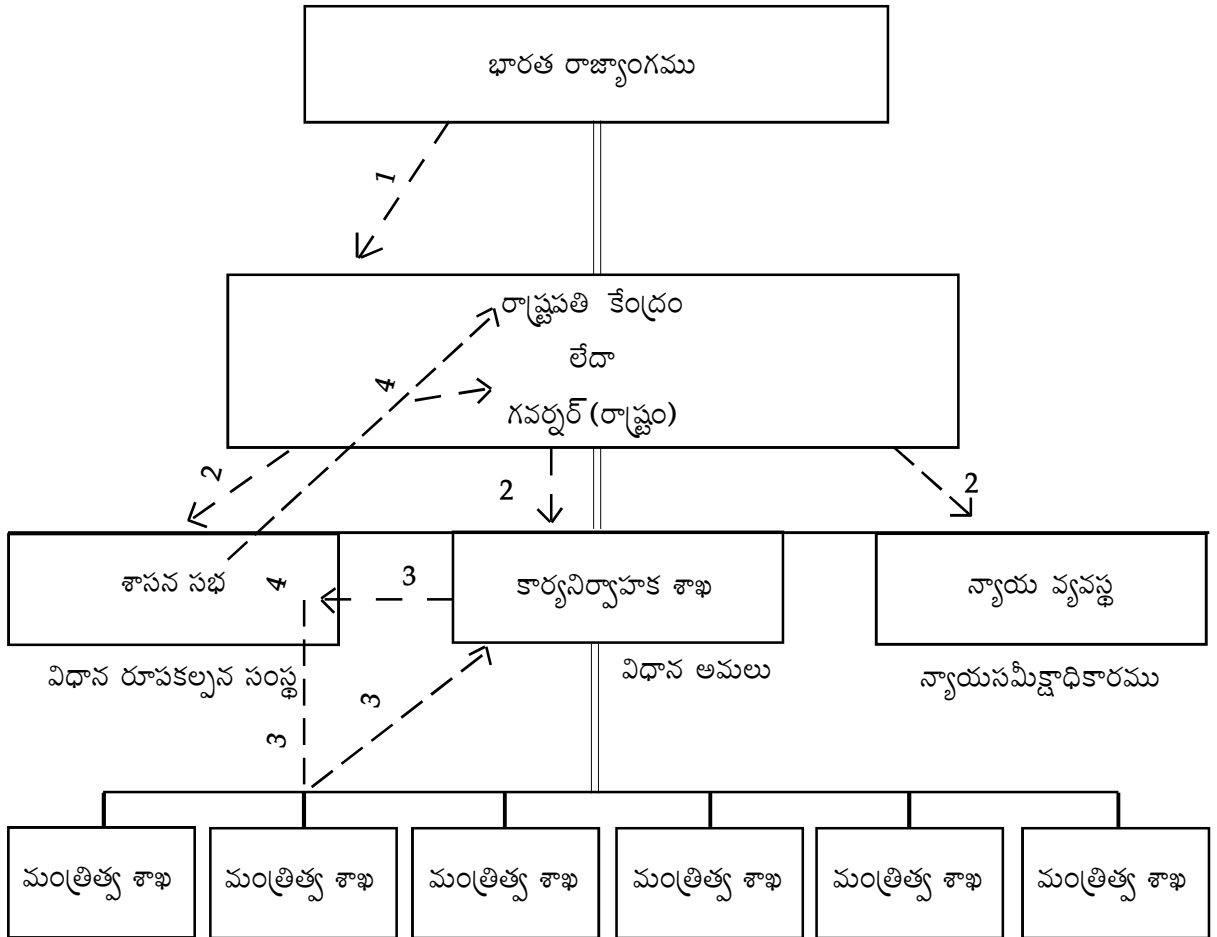 భారత రాజ్యాంగము
1
రాష్ట్రపతి కేంద్రం
4
లేదా
గవర్నర్ (రాష్ట్రం)
2
2
2
శాసన సభ
4
3
కార్యనిర్వాహక శాఖ
న్యాయ వ్యవస్థ
విధాన రూపకల్పన సంస్థ
విధాన అమలు
న్యాయసమీక్షాధికారము
3
3
మంత్రిత్వ శాఖ
మంత్రిత్వ శాఖ
మంత్రిత్వ శాఖ
మంత్రిత్వ శాఖ
మంత్రిత్వ శాఖ
మంత్రిత్వ శాఖ